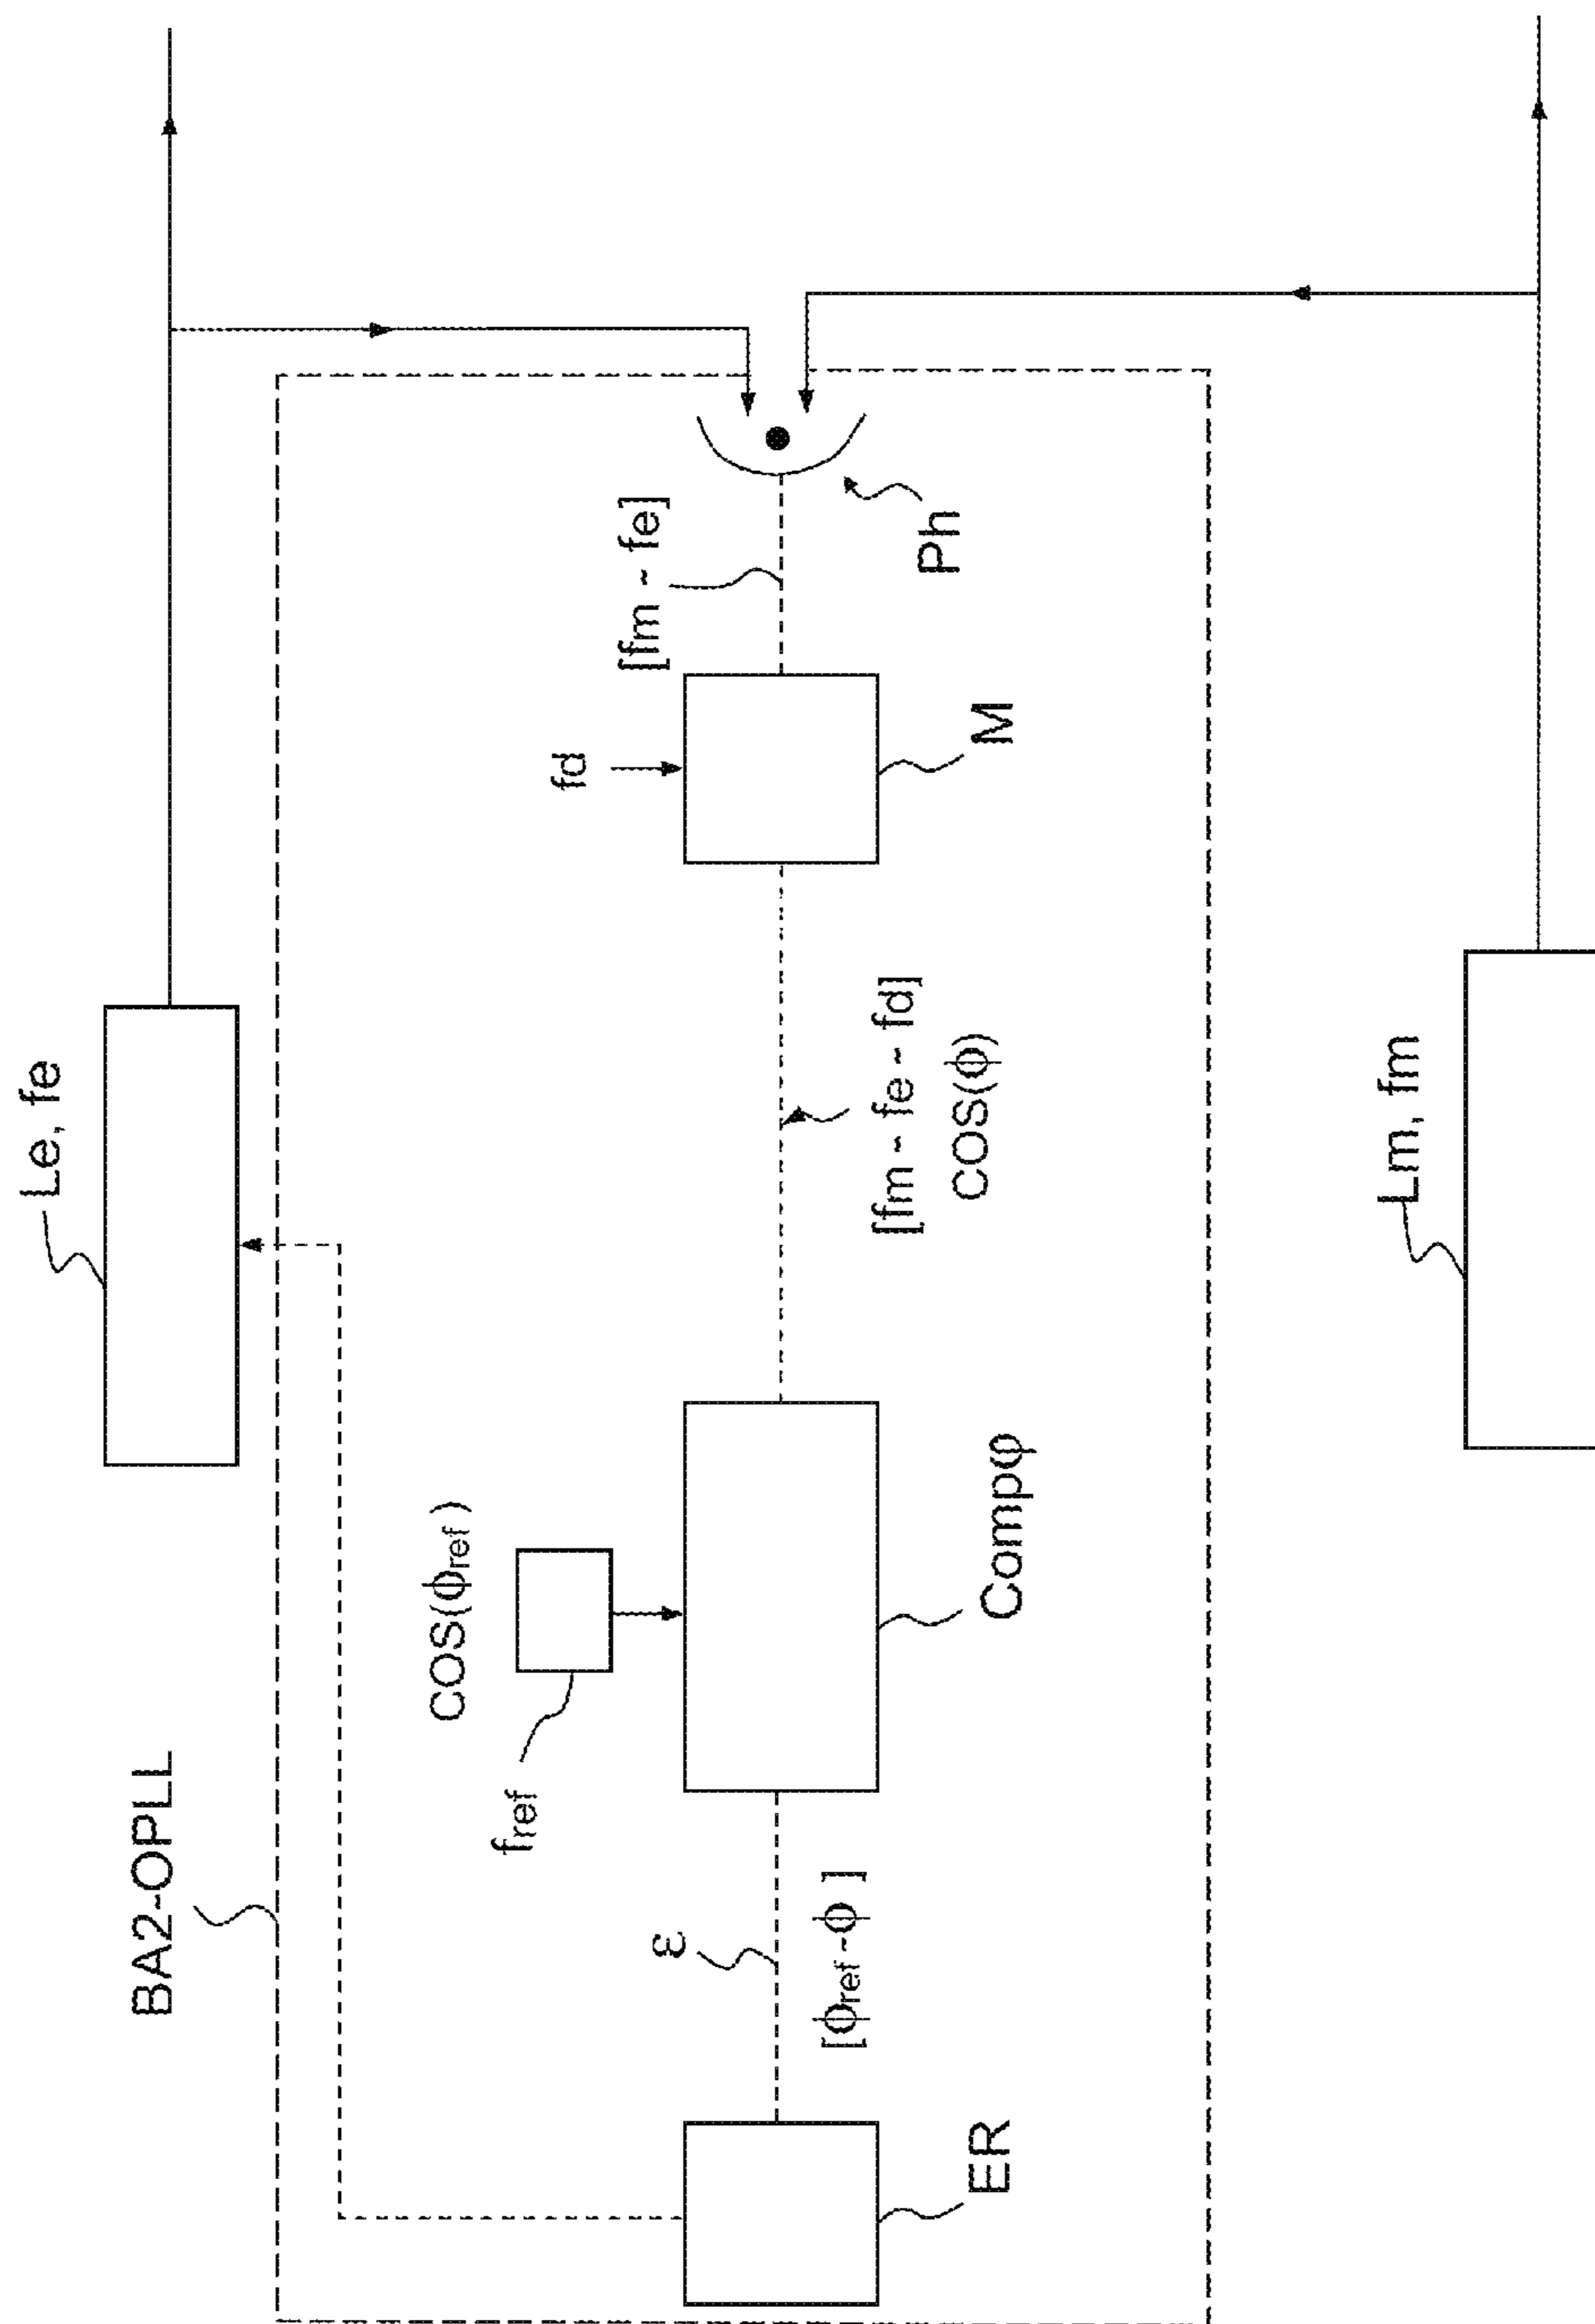 Le, fe
BA2-OPLL
COS(ϕref)
fref
fd
[fm ~ fe]
ε
[ϕref~ϕ]
[fm ~ fe ~ fd]
COS(ϕ)
Ph
M
Compφ
ER
Lm, fm